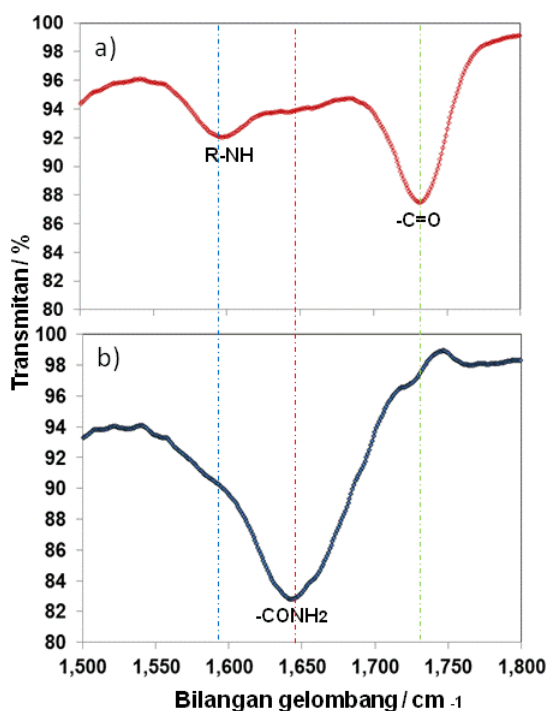 100
a)
98
96
94
92
R-NH
90
88
-C=O
86
84
82
80
Transmitan / %
100
b)
98
96
94
92
90
88
86
84
82
-CONH2
80
1,500 1,550 1,600 1,650 1,700 1,750 1,800
Bilangan gelombang / cm -1